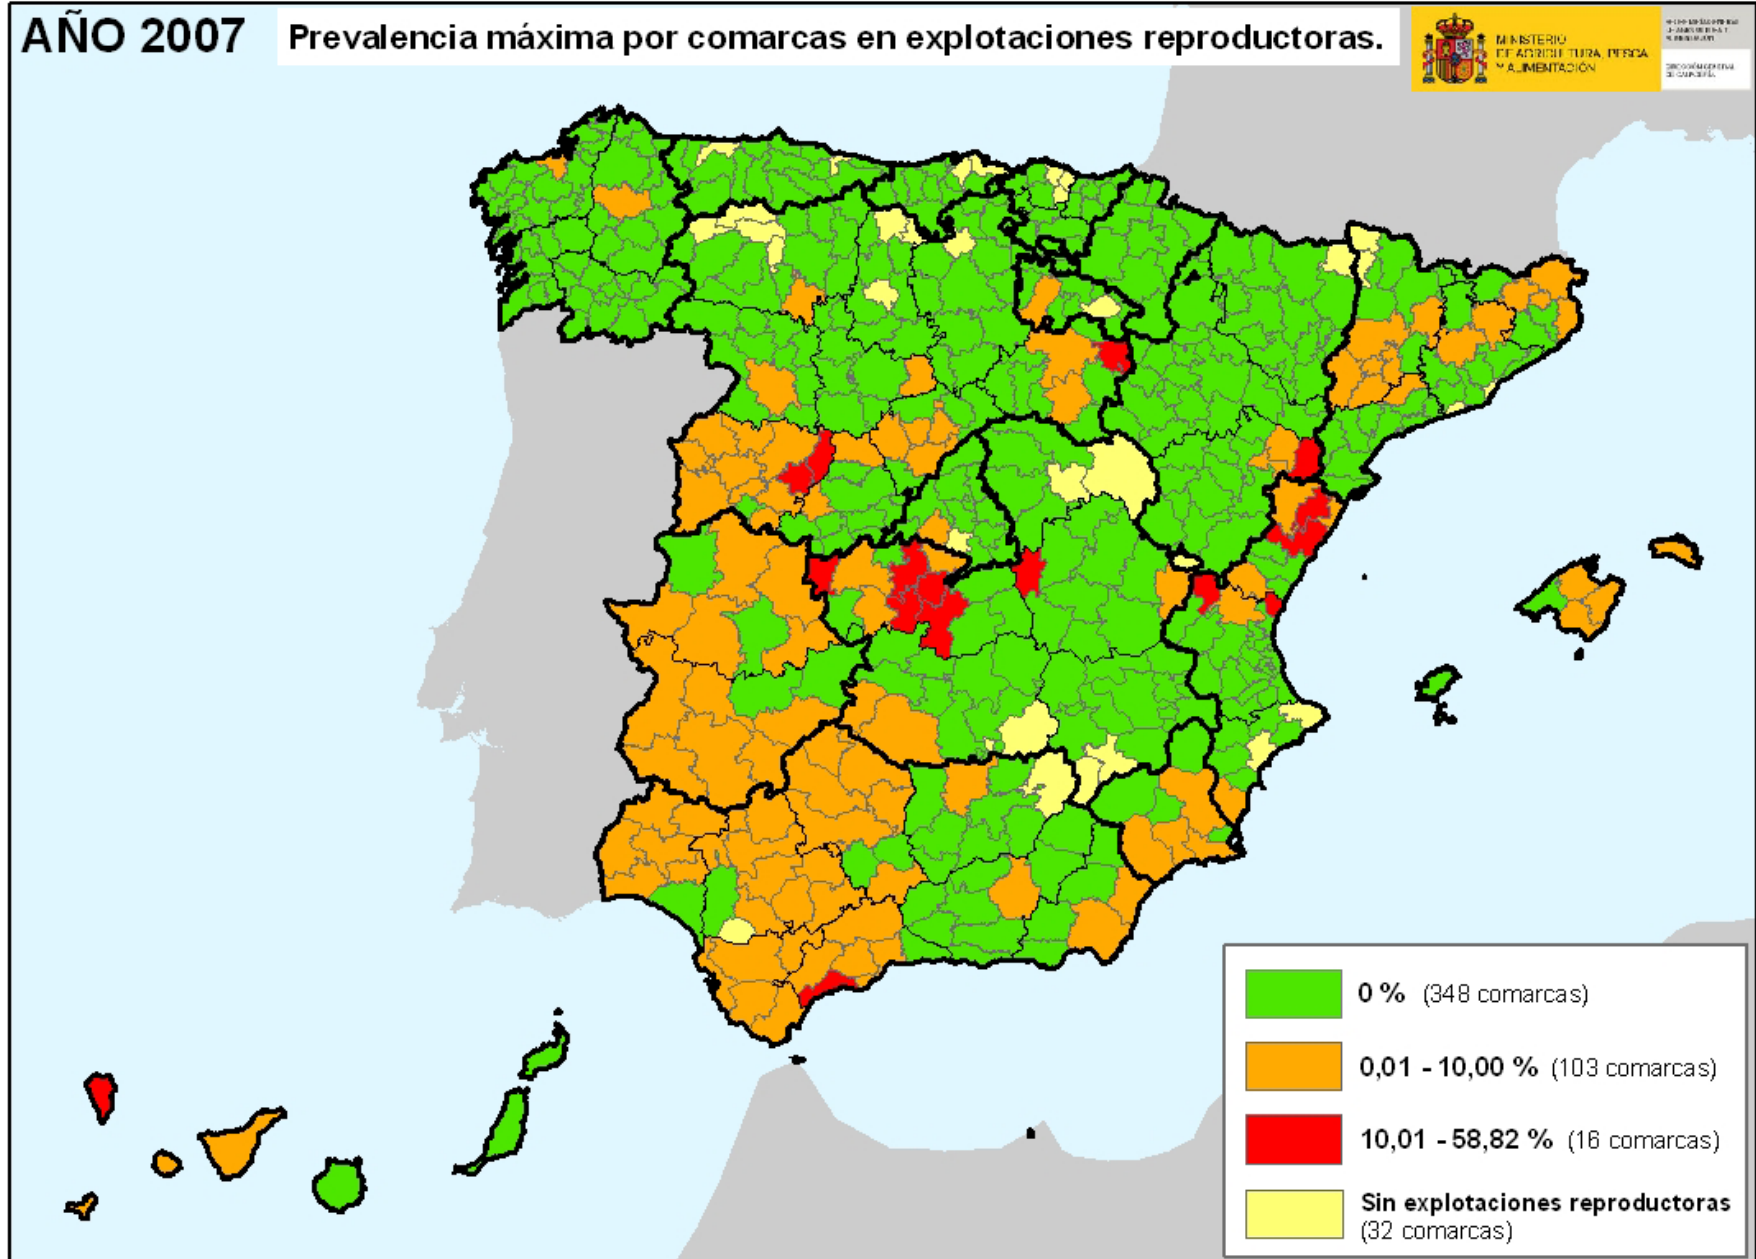 AÑO 2007
Prevalencia máxima por comarcas en explotaciones reproductoras.
MINISTERIO
DE AGRICULTURA, PESCA
Y ALIMENTACIÓN
0 % (348 comarcas)
0,01 - 10,00 % (103 comarcas)
10,01 - 58,82 % (16 comarcas)
Sin explotaciones reproductoras
(32 comarcas)